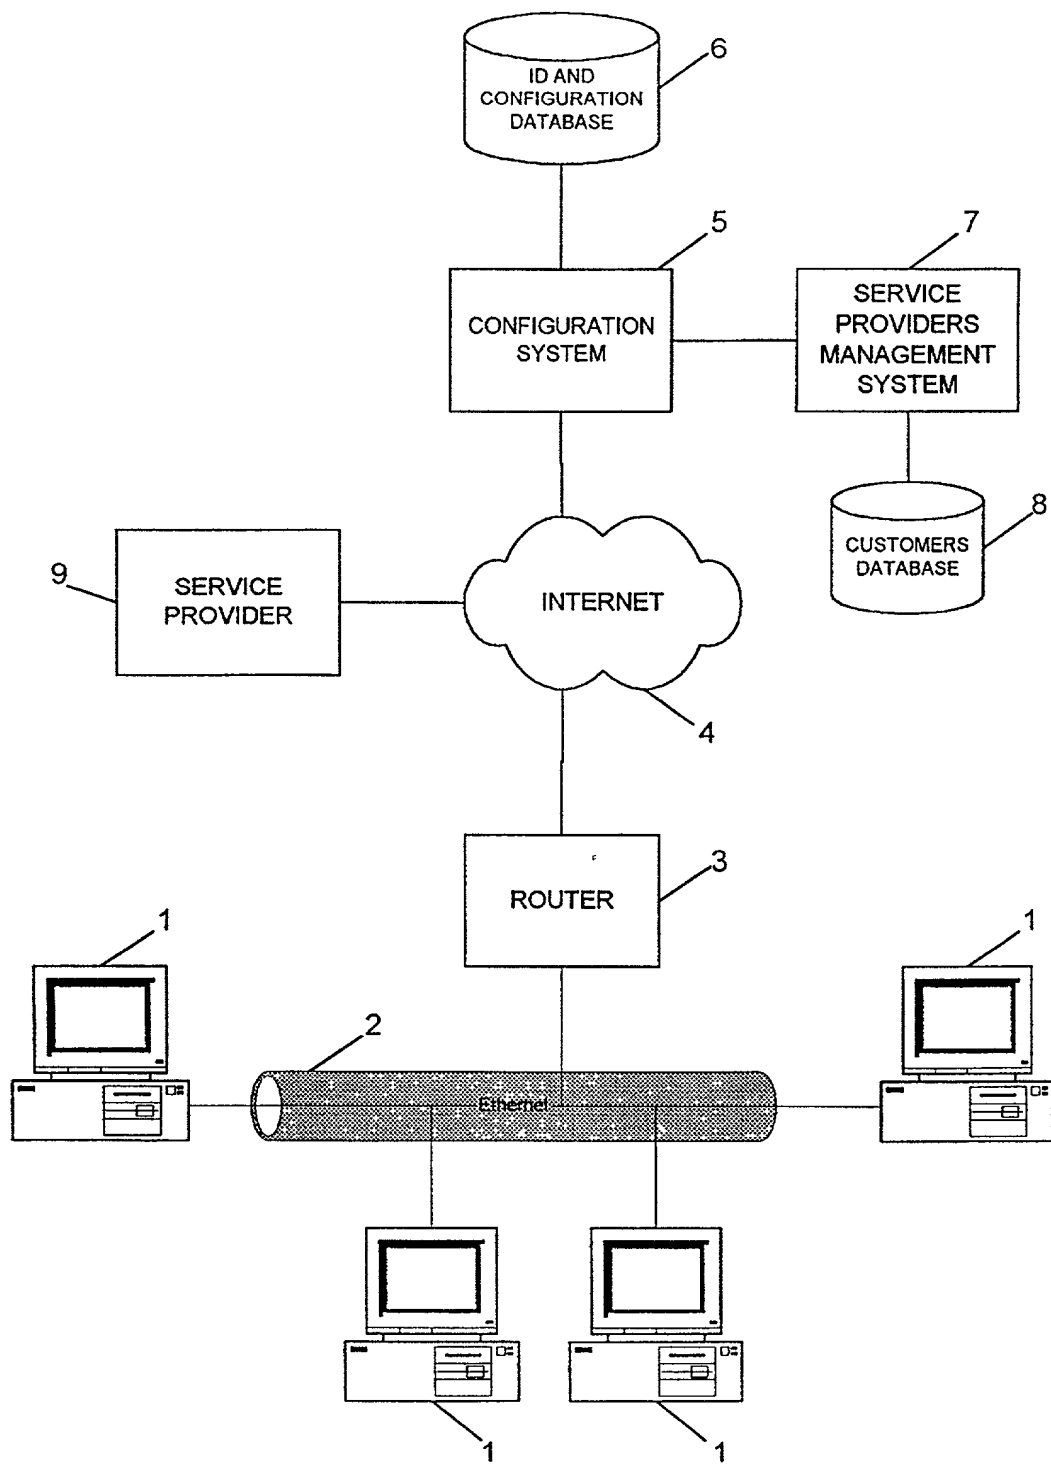 6
ID AND
CONFIGURATION
DATABASE
5
7
CONFIGURATION
SYSTEM
SERVICE
PROVIDERS
MANAGEMENT
SYSTEM
8
CUSTOMERS
DATABASE
9
SERVICE
PROVIDER
INTERNET
4
3
ROUTER
1
1
2
Ethernet
1
1